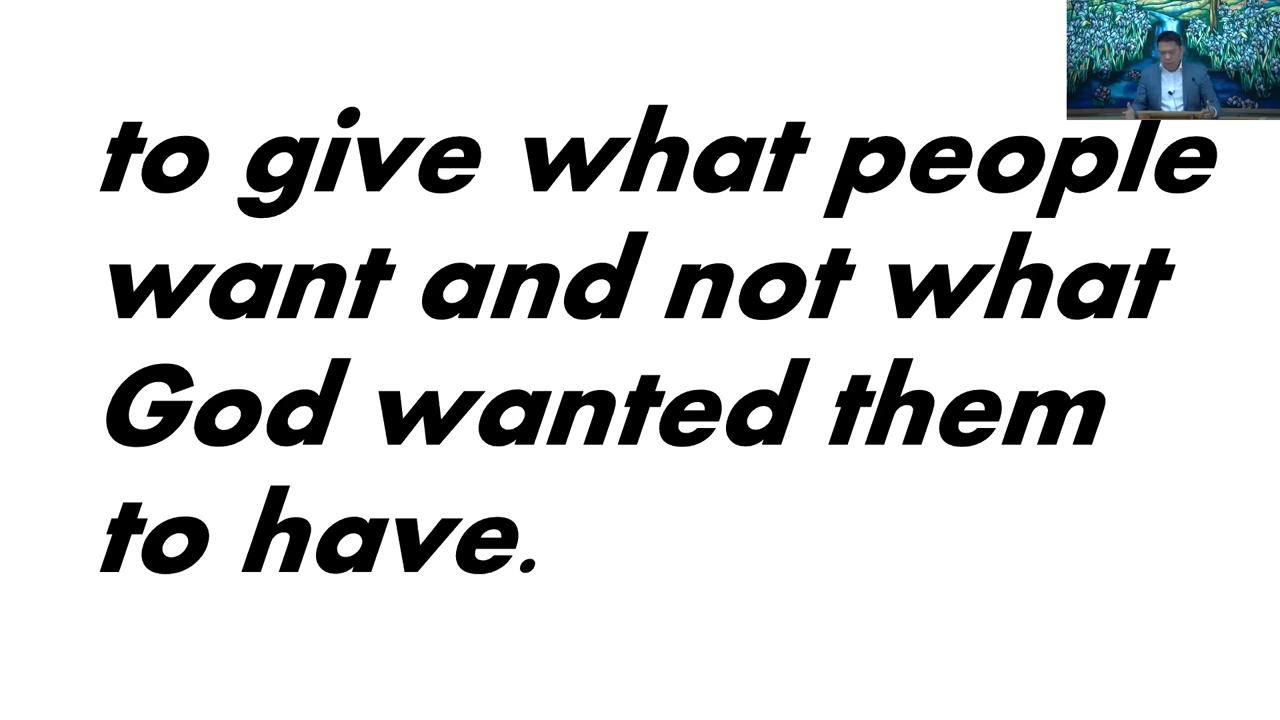 to give what people
want and not what
God wanted them
to have.